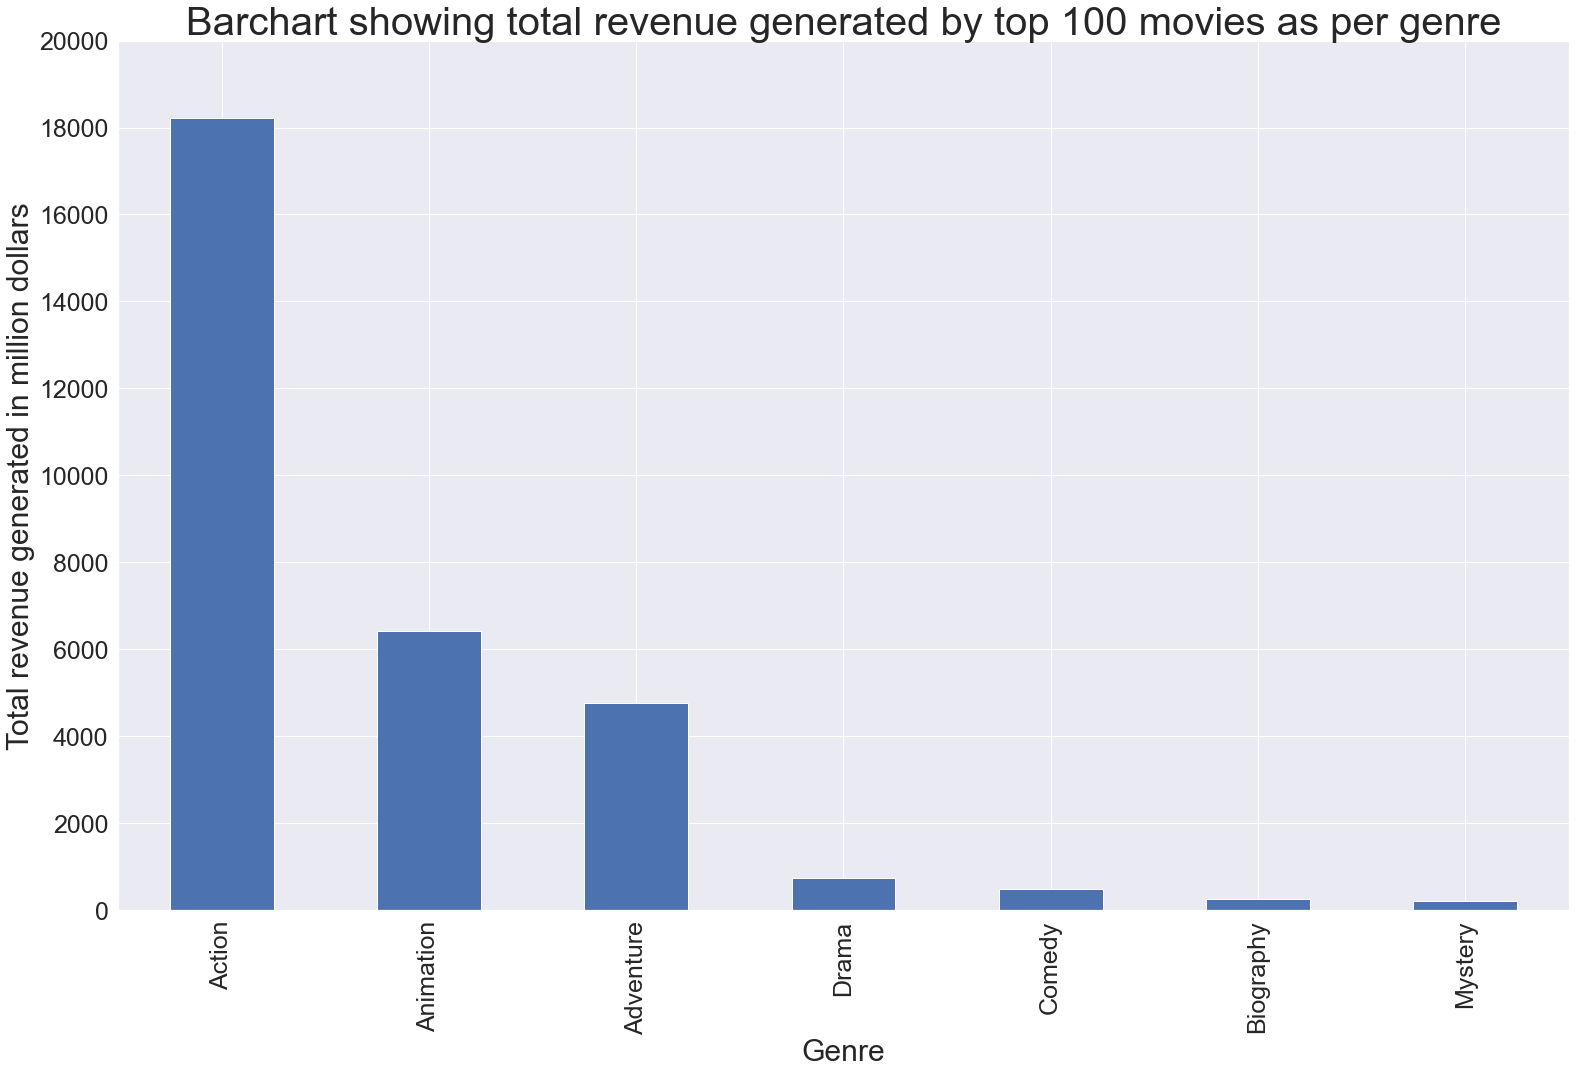 Barchart showing total revenue generated by top 100 movies as per genre
Total revenue generated in million dollars
20000
18000
16000
14000
12000
10000
8000
6000
4000
2000
0
Action
Animation
Adventure
Drama
Comedy
Biography
Mystery
Genre